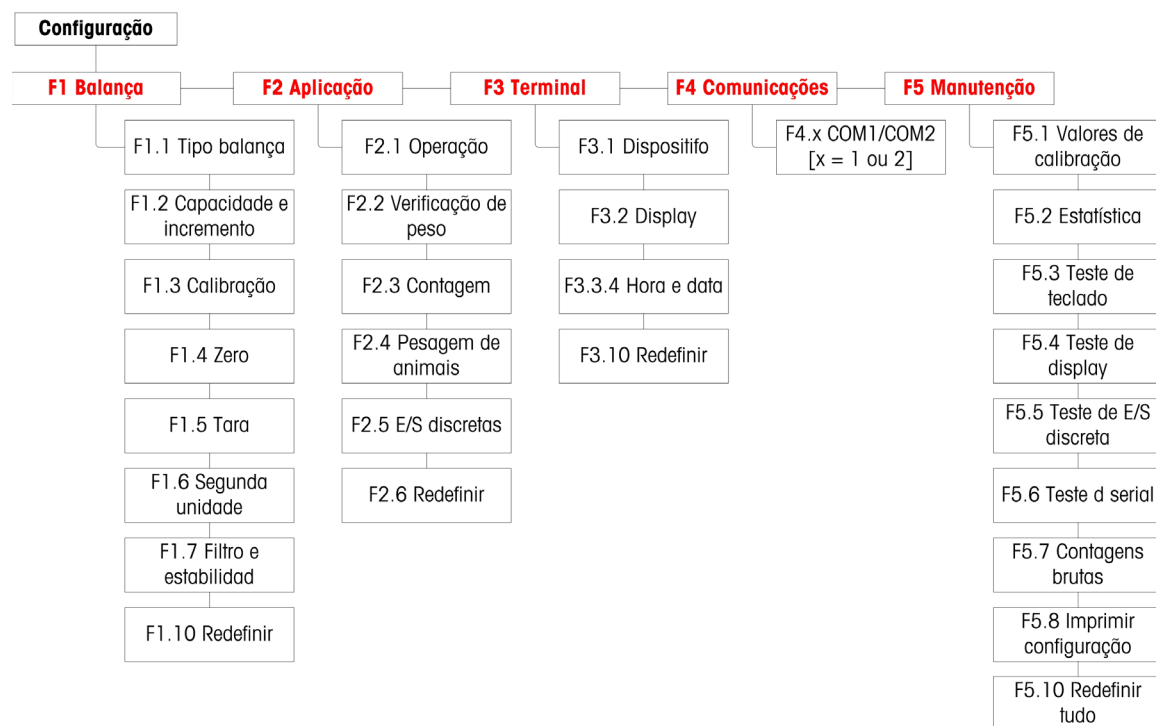 Configuração
F1 Balança
F2 Aplicação
F3 Terminal
F4 Comunicações
F5 Manutenção
F1.1 Tipo balança
F1.2 Capacidade e
incremento
F1.3 Calibração
F1.4 Zero
F1.5 Tara
F1.6 Segunda
unidade
F1.7 Filtro e
estabilidad
F1.10 Redefinir
F2.1 Operação
F2.2 Verificação de
peso
F2.3 Contagem
F2.4 Pesagem de
animais
F2.5 E/S discretas
F2.6 Redefinir
F3.1 Dispositifo
F3.2 Display
F3.3.4 Hora e data
F3.10 Redefinir
F4.x COM1/COM2
[x = 1 ou 2]
F5.1 Valores de
calibração
F5.2 Estatística
F5.3 Teste de
teclado
F5.4 Teste de
display
F5.5 Teste de E/S
discreta
F5.6 Teste d serial
F5.7 Contagens
brutas
F5.8 Imprimir
configuração
F5.10 Redefinir
tudo